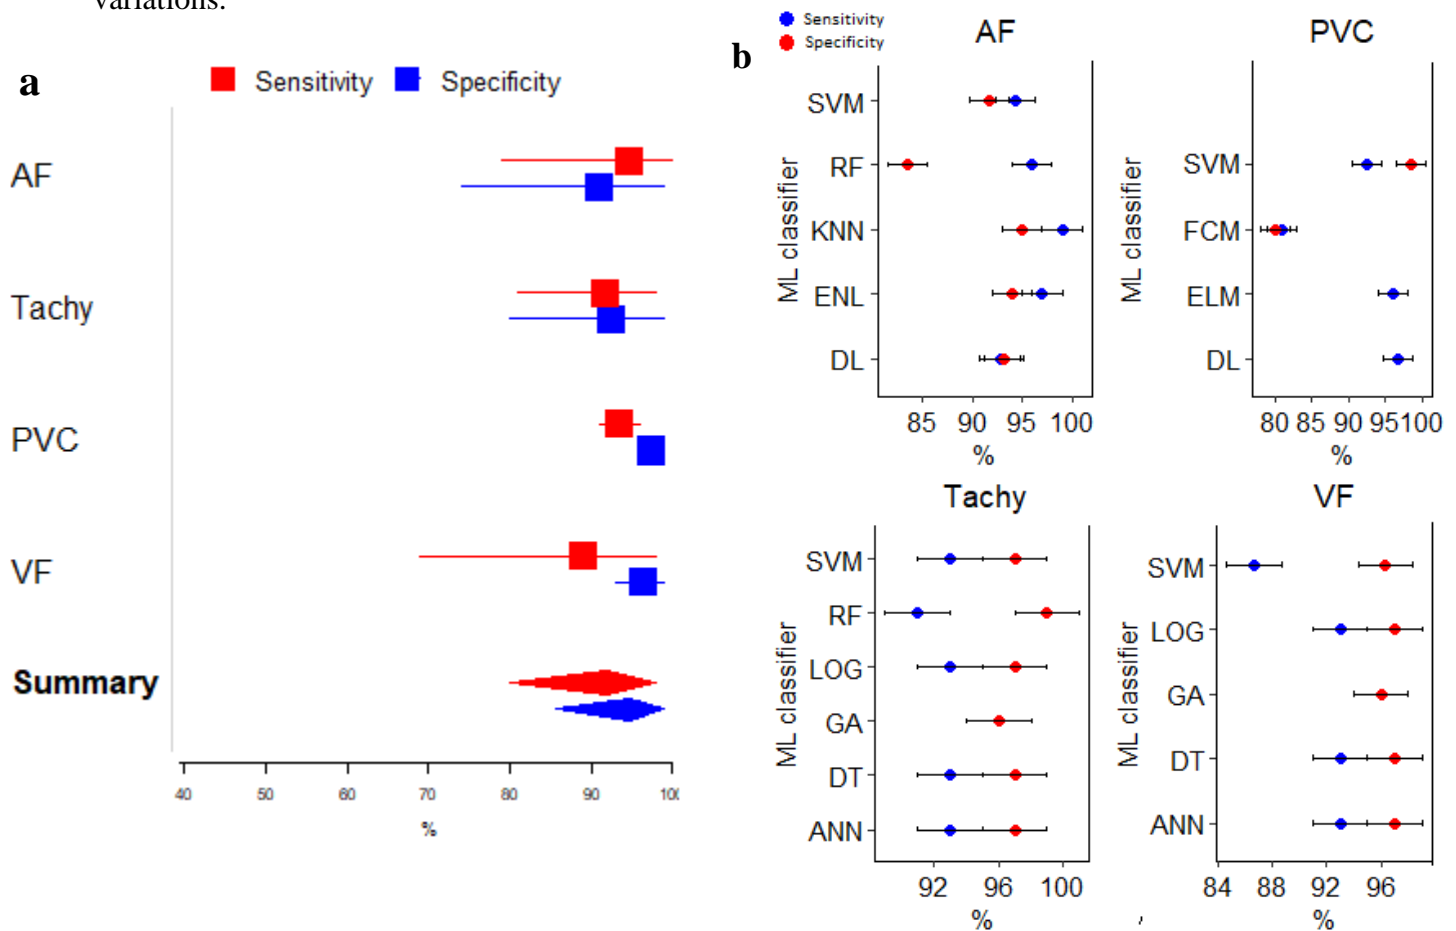 variations.
a
Sensitivity
Specificity
AF
Tachy
PVC
VF
Summary
40 50 60 70 80 90 100
%
b
Sensitivity
Specificity
AF
ML classifier
SVM
RF
KNN
ENL
DL
85 90 95 100
%
PVC
ML classifier
SVM
FCM
ELM
DL
80 85 90 95 100
%
Tachy
ML classifier
SVM
RF
LOG
GA
DT
ANN
92 96 100
%
VF
ML classifier
SVM
LOG
GA
DT
ANN
84 88 92 96
%
,